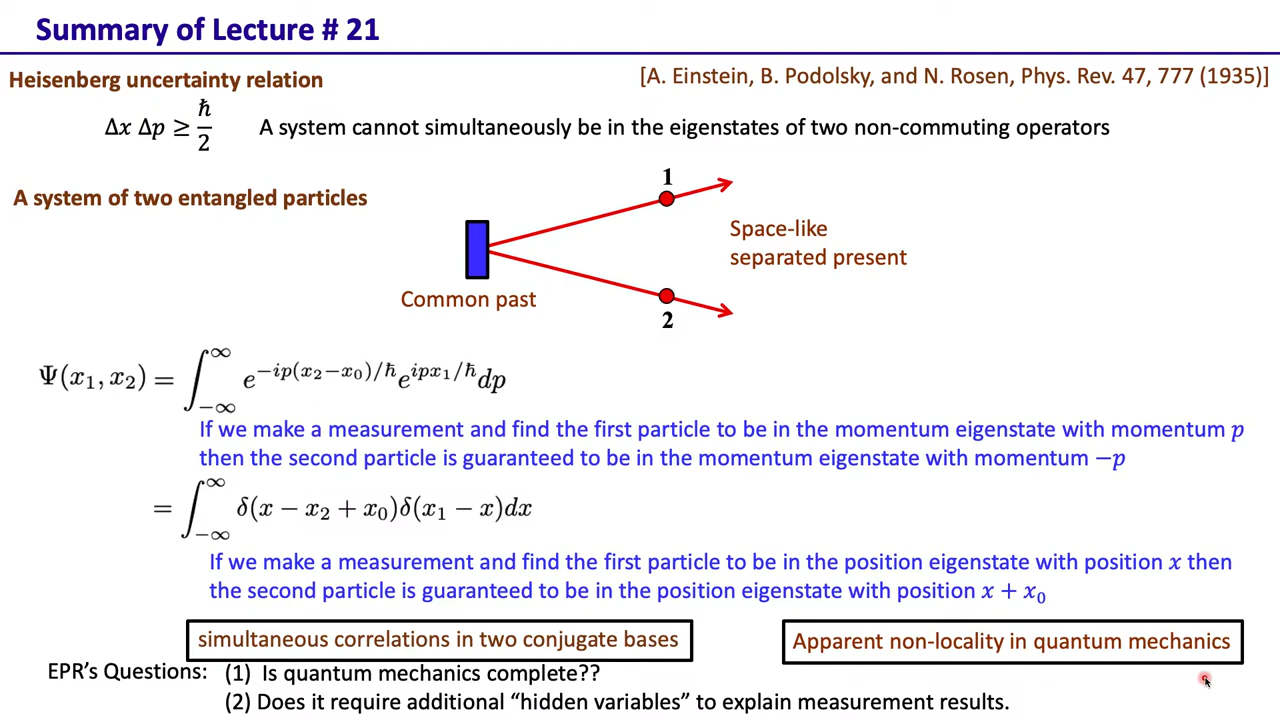 Summary of Lecture # 21
Heisenberg uncertainty relation
[A. Einstein, B. Podolsky, and N. Rosen, Phys. Rev. 47, 777 (1935)]
Δx Δp ≥ ℏ/2
A system cannot simultaneously be in the eigenstates of two non-commuting operators
A system of two entangled particles
1
Space-like
separated present
Common past
2
Ψ(x₁, x₂) = ∫_{-∞}^{∞} e^{-ip(x₂-x₀)/ℏ} e^{ipx₁/ℏ} dp
If we make a measurement and find the first particle to be in the momentum eigenstate with momentum p
then the second particle is guaranteed to be in the momentum eigenstate with momentum −p
= ∫_{-∞}^{∞} δ(x − x₂ + x₀)δ(x₁ − x)dx
If we make a measurement and find the first particle to be in the position eigenstate with position x then
the second particle is guaranteed to be in the position eigenstate with position x + x₀
simultaneous correlations in two conjugate bases
Apparent non-locality in quantum mechanics
EPR's Questions: (1) Is quantum mechanics complete??
(2) Does it require additional “hidden variables” to explain measurement results.